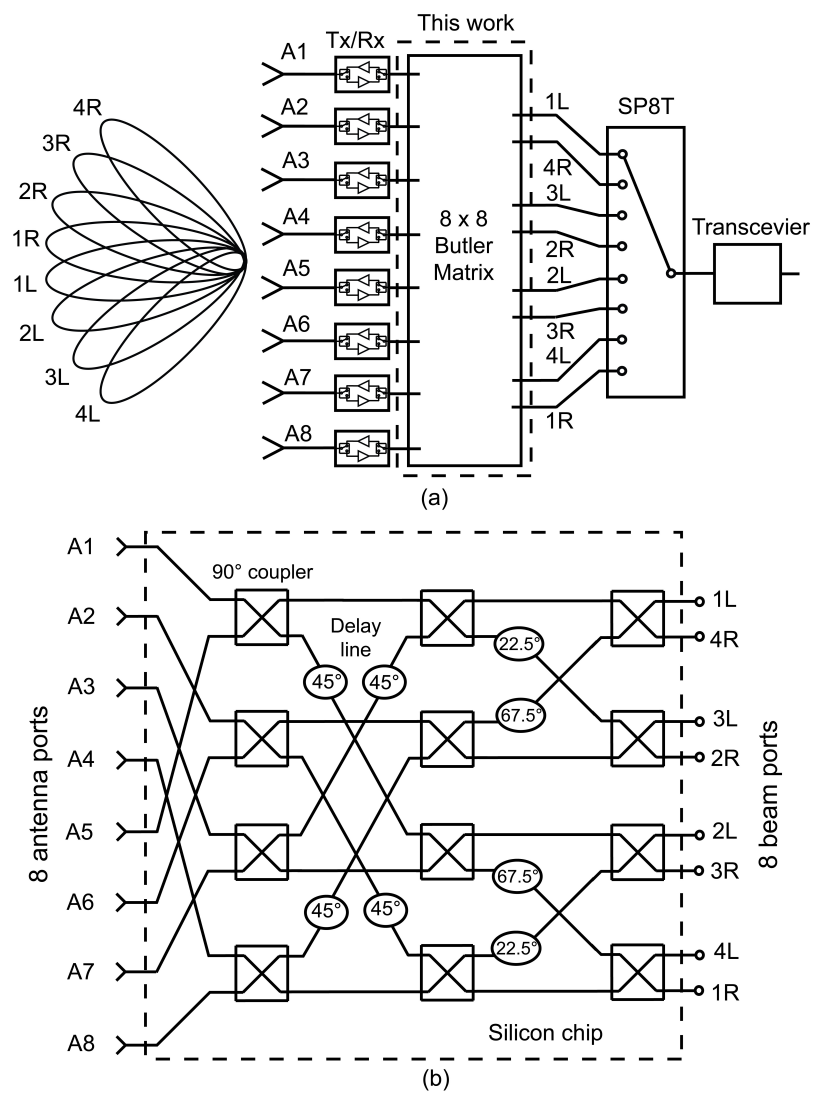 This work
A1 Tx/Rx
A2
A3
A4
A5
A6
A7
A8
4R
3R
2R
1R
1L
2L
3L
4L
8 x 8
Butler
Matrix
1L
4R
3L
2R
2L
3R
4L
1R
SP8T
Transcevier
(a)
A1
A2
A3
A4
A5
A6
A7
A8
8 antenna ports
90° coupler
Delay
line
45° 45°
22.5°
67.5°
45° 45°
67.5°
22.5°
1L
4R
3L
2R
2L
3R
4L
1R
8 beam ports
Silicon chip
(b)